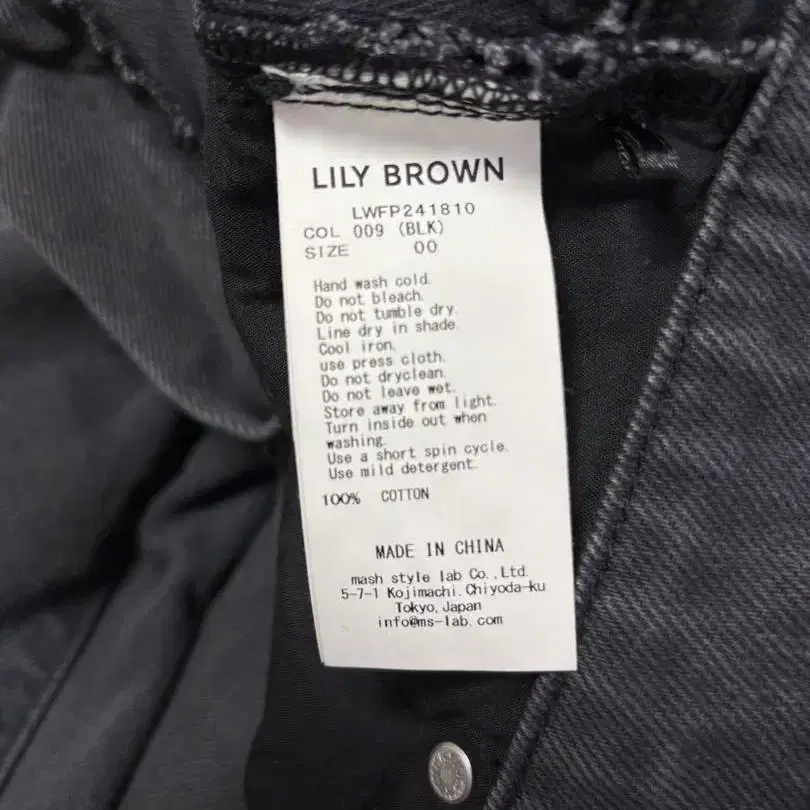 LILY BROWN
LWFP241810
COL 009 (BLK)
SIZE 00
Hand wash cold.
Do not bleach.
Do not tumble dry.
Line dry in shade.
Cool iron,
use press cloth.
Do not dryclean.
Do not leave wet.
Store away from light.
Turn inside out when
washing.
Use a short spin cycle.
Use mild detergent.
100% COTTON
MADE IN CHINA
mash style lab Co.,Ltd.
5-7-1 Kojimachi.Chiyoda-ku
Tokyo,Japan
info@ms-lab.com